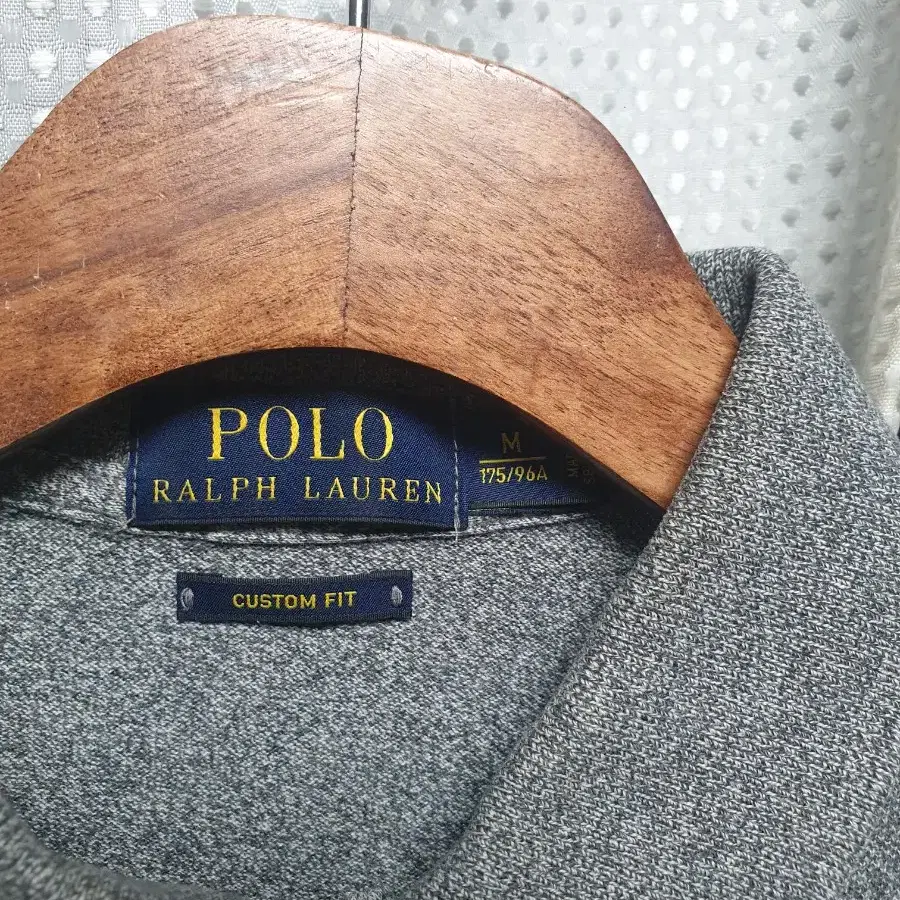 POLO
RALPH LAUREN
M
175/96A
CUSTOM FIT